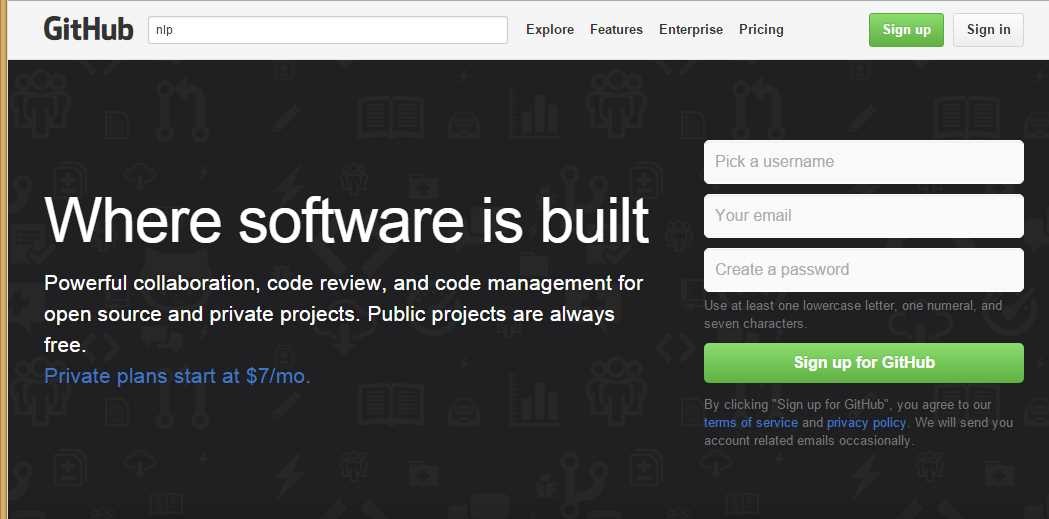 GitHub nlp Explore Features Enterprise Pricing Sign up Sign in
Where software is built
Powerful collaboration, code review, and code management for
open source and private projects. Public projects are always
free.
Private plans start at $7/mo.
Pick a username
Your email
Create a password
Use at least one lowercase letter, one numeral, and
seven characters.
Sign up for GitHub
By clicking "Sign up for GitHub", you agree to our
terms of service and privacy policy. We will send you
account related emails occasionally.